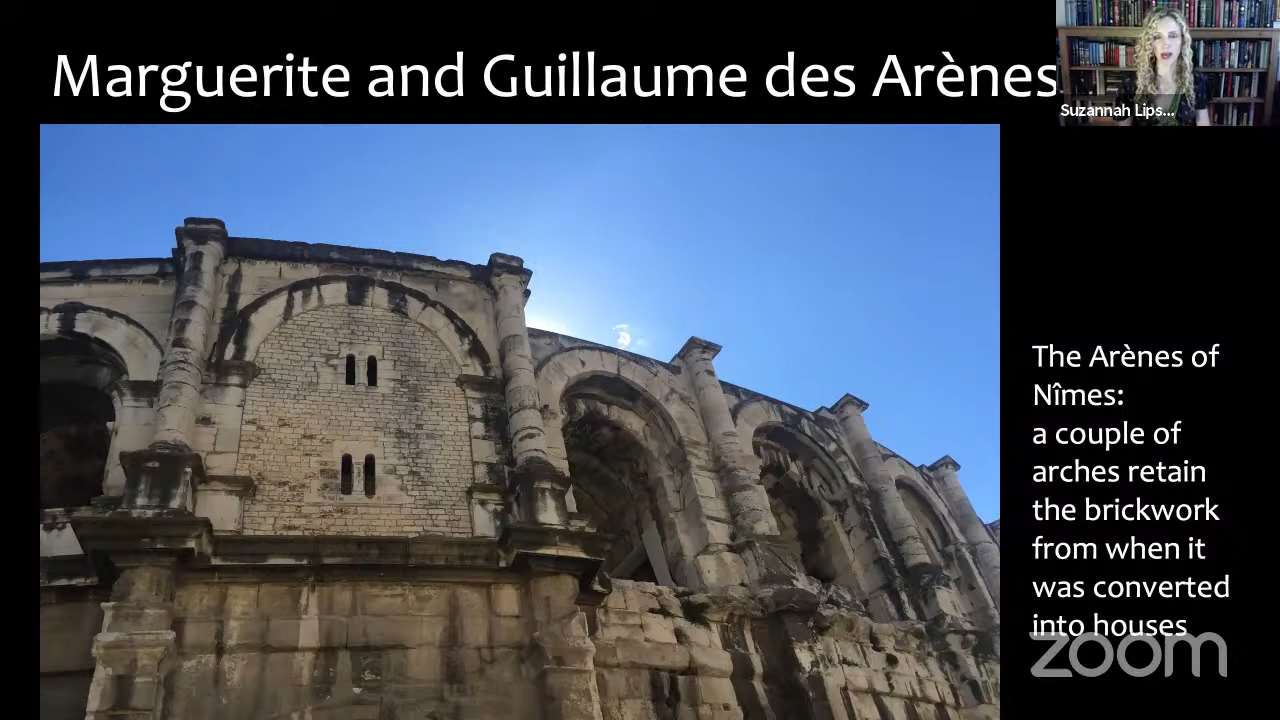 Marguerite and Guillaume des Arènes
Suzannah Lips...
The Arènes of
Nîmes:
a couple of
arches retain
the brickwork
from when it
was converted
into houses
zoom